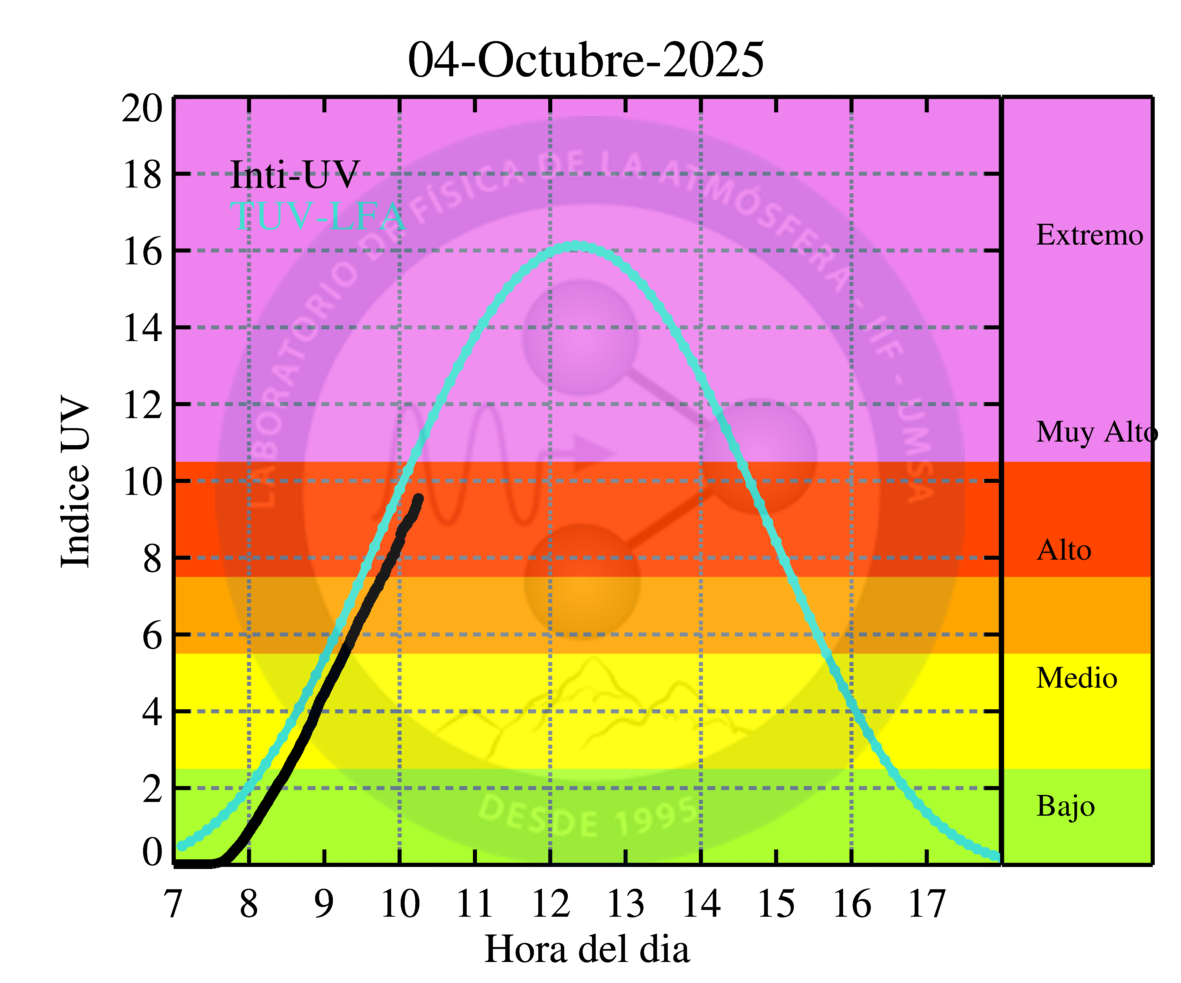 04-Octubre-2025
Inti-UV
TUV-LFA
LABORATORIO DE FÍSICA DE LA ATMÓSFERA - IIF - UMSA
DESDE 1995
Indice UV
20
18
16
14
12
10
8
6
4
2
0
Extremo
Muy Alto
Alto
Medio
Bajo
7 8 9 10 11 12 13 14 15 16 17
Hora del dia